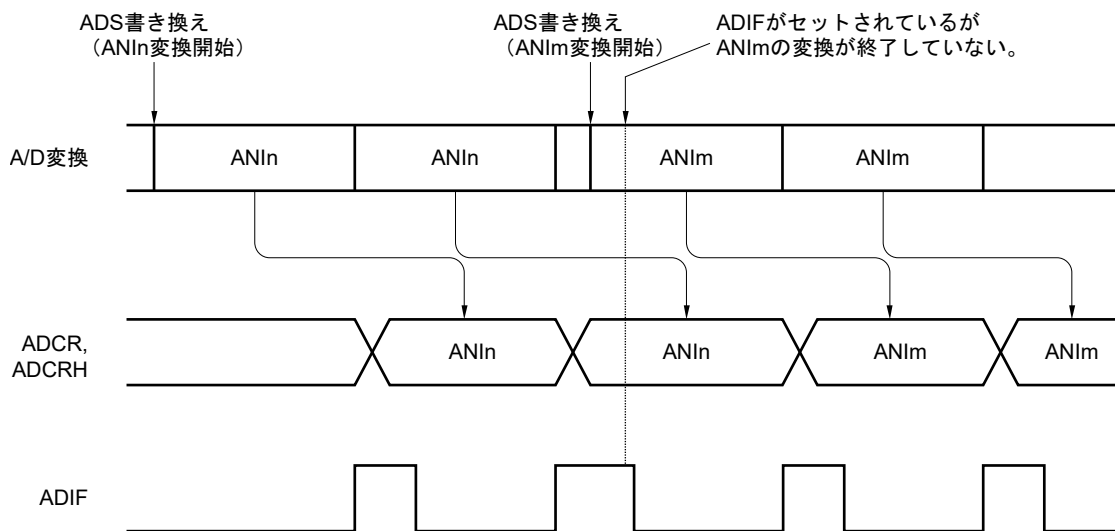 ADS書き換え
（ANIn変換開始）
ADS書き換え
（ANIm変換開始）
ADIFがセットされているが
ANImの変換が終了していない。
A/D変換
ANIn
ANIn
ANIm
ANIm
ADCR,
ADCRH
ANIn
ANIn
ANIm
ANIm
ADIF